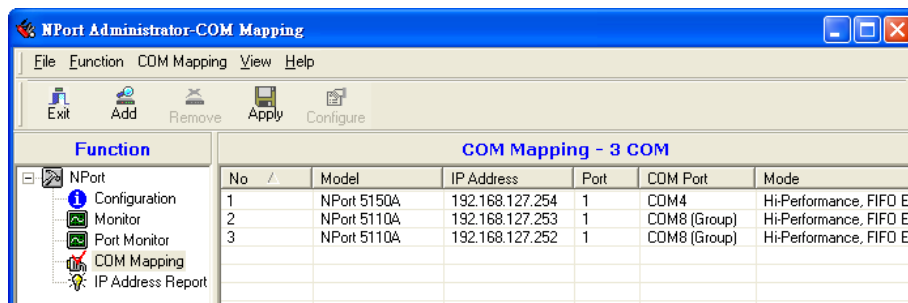 NPort Administrator-COM Mapping
File Function COM Mapping View Help
Exit Add Remove Apply Configure
Function
COM Mapping - 3 COM
NPort
Configuration
Monitor
Port Monitor
COM Mapping
IP Address Report
No Model IP Address Port COM Port Mode
1 NPort 5150A 192.168.127.254 1 COM4 Hi-Performance, FIFO E
2 NPort 5110A 192.168.127.253 1 COM8 (Group) Hi-Performance, FIFO E
3 NPort 5110A 192.168.127.252 1 COM8 (Group) Hi-Performance, FIFO E